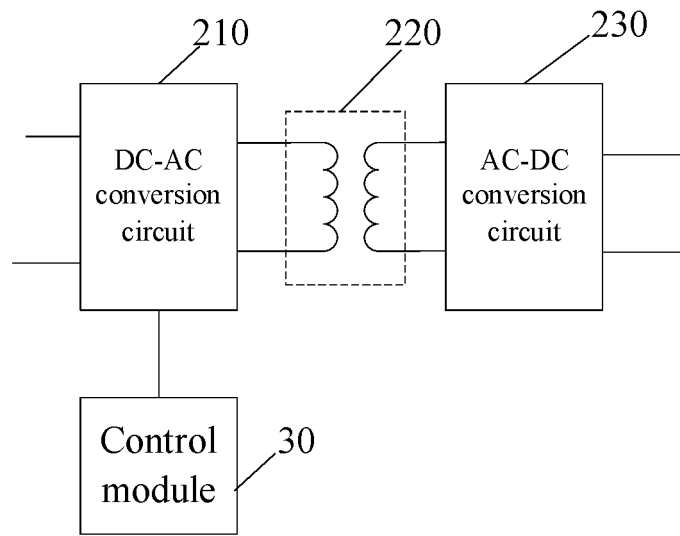 210
220
230
DC-AC
conversion
circuit
AC-DC
conversion
circuit
Control
module
30